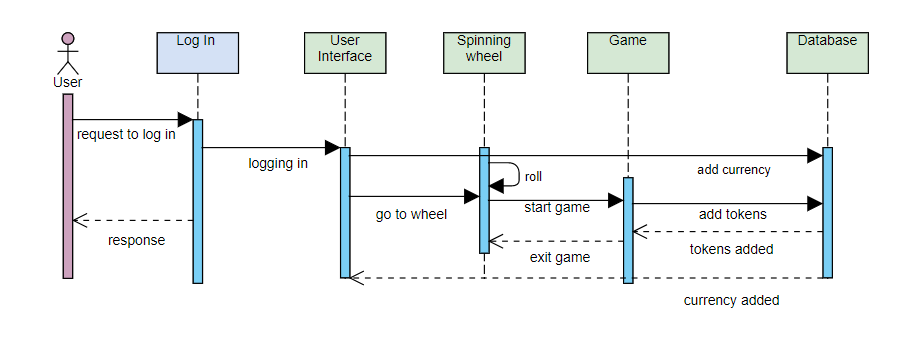 Log In
User
Interface
Spinning
wheel
Game
Database
User
request to log in
logging in
add currency
roll
go to wheel
start game
add tokens
response
tokens added
exit game
currency added